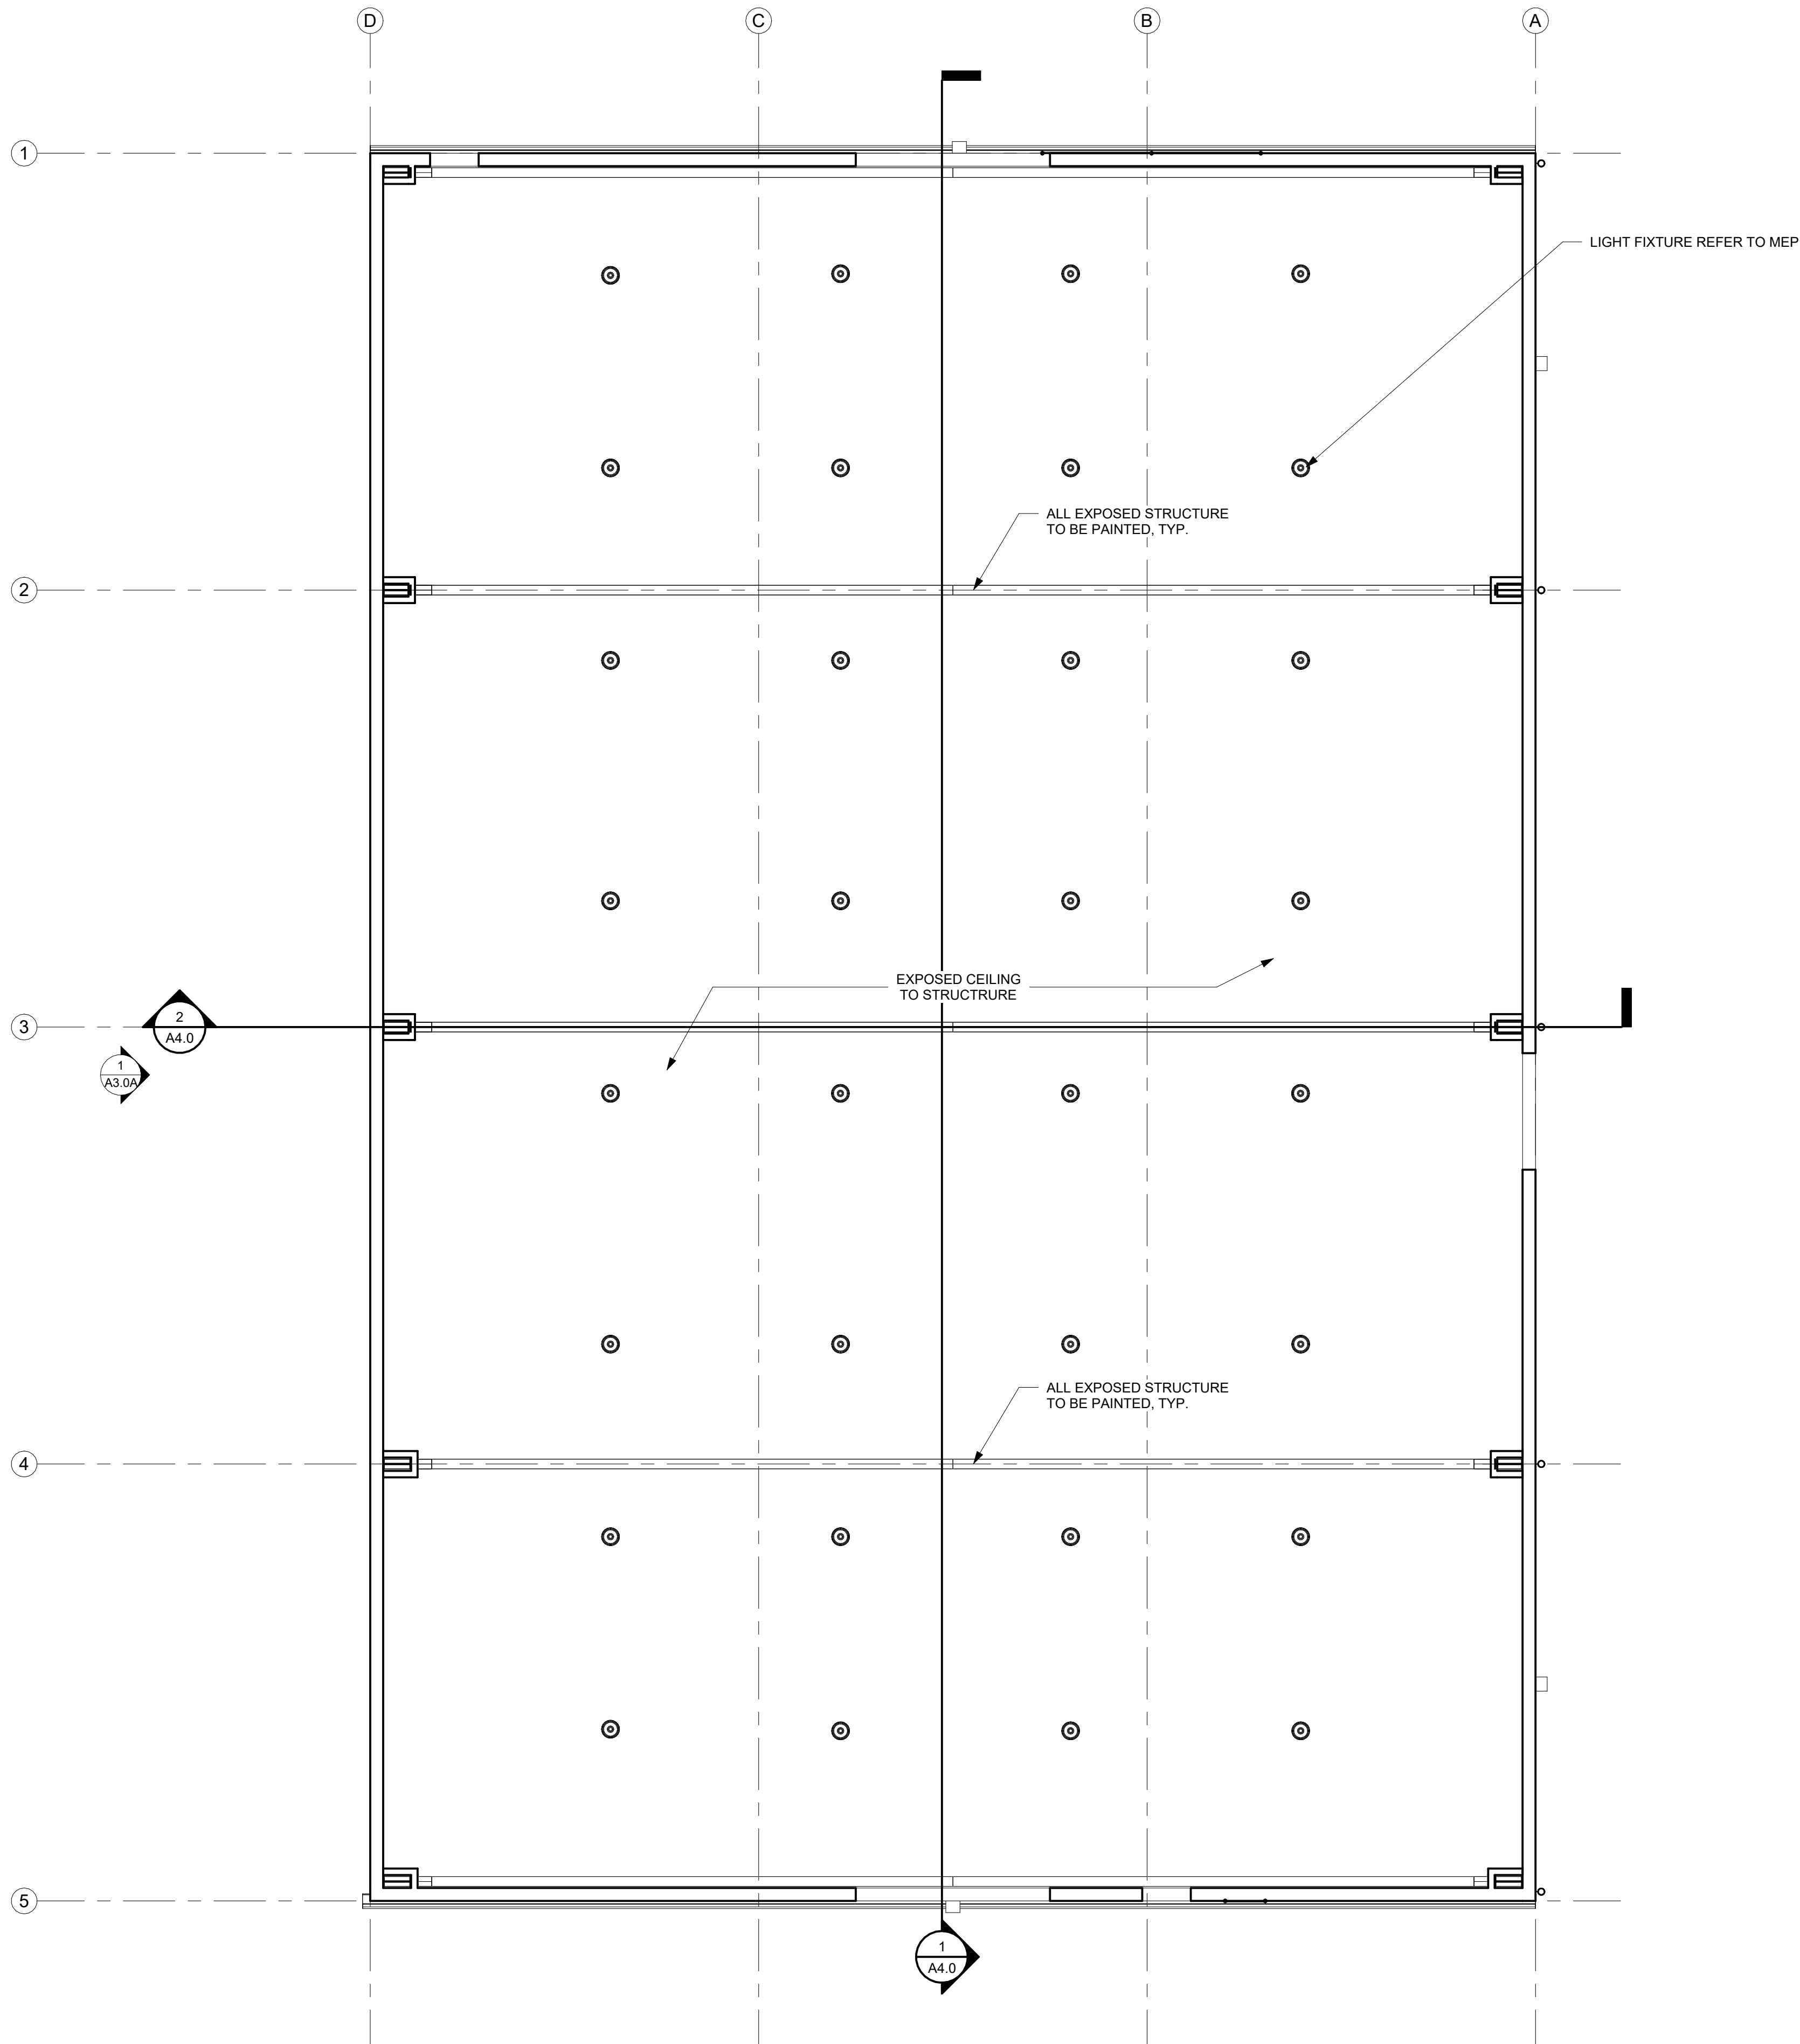 D
C
B
A
1
LIGHT FIXTURE REFER TO MEP
ALL EXPOSED STRUCTURE
TO BE PAINTED, TYP.
2
EXPOSED CEILING
TO STRUCTRURE
3
2
A4.0
1
A3.0A
ALL EXPOSED STRUCTURE
TO BE PAINTED, TYP.
4
5
1
A4.0